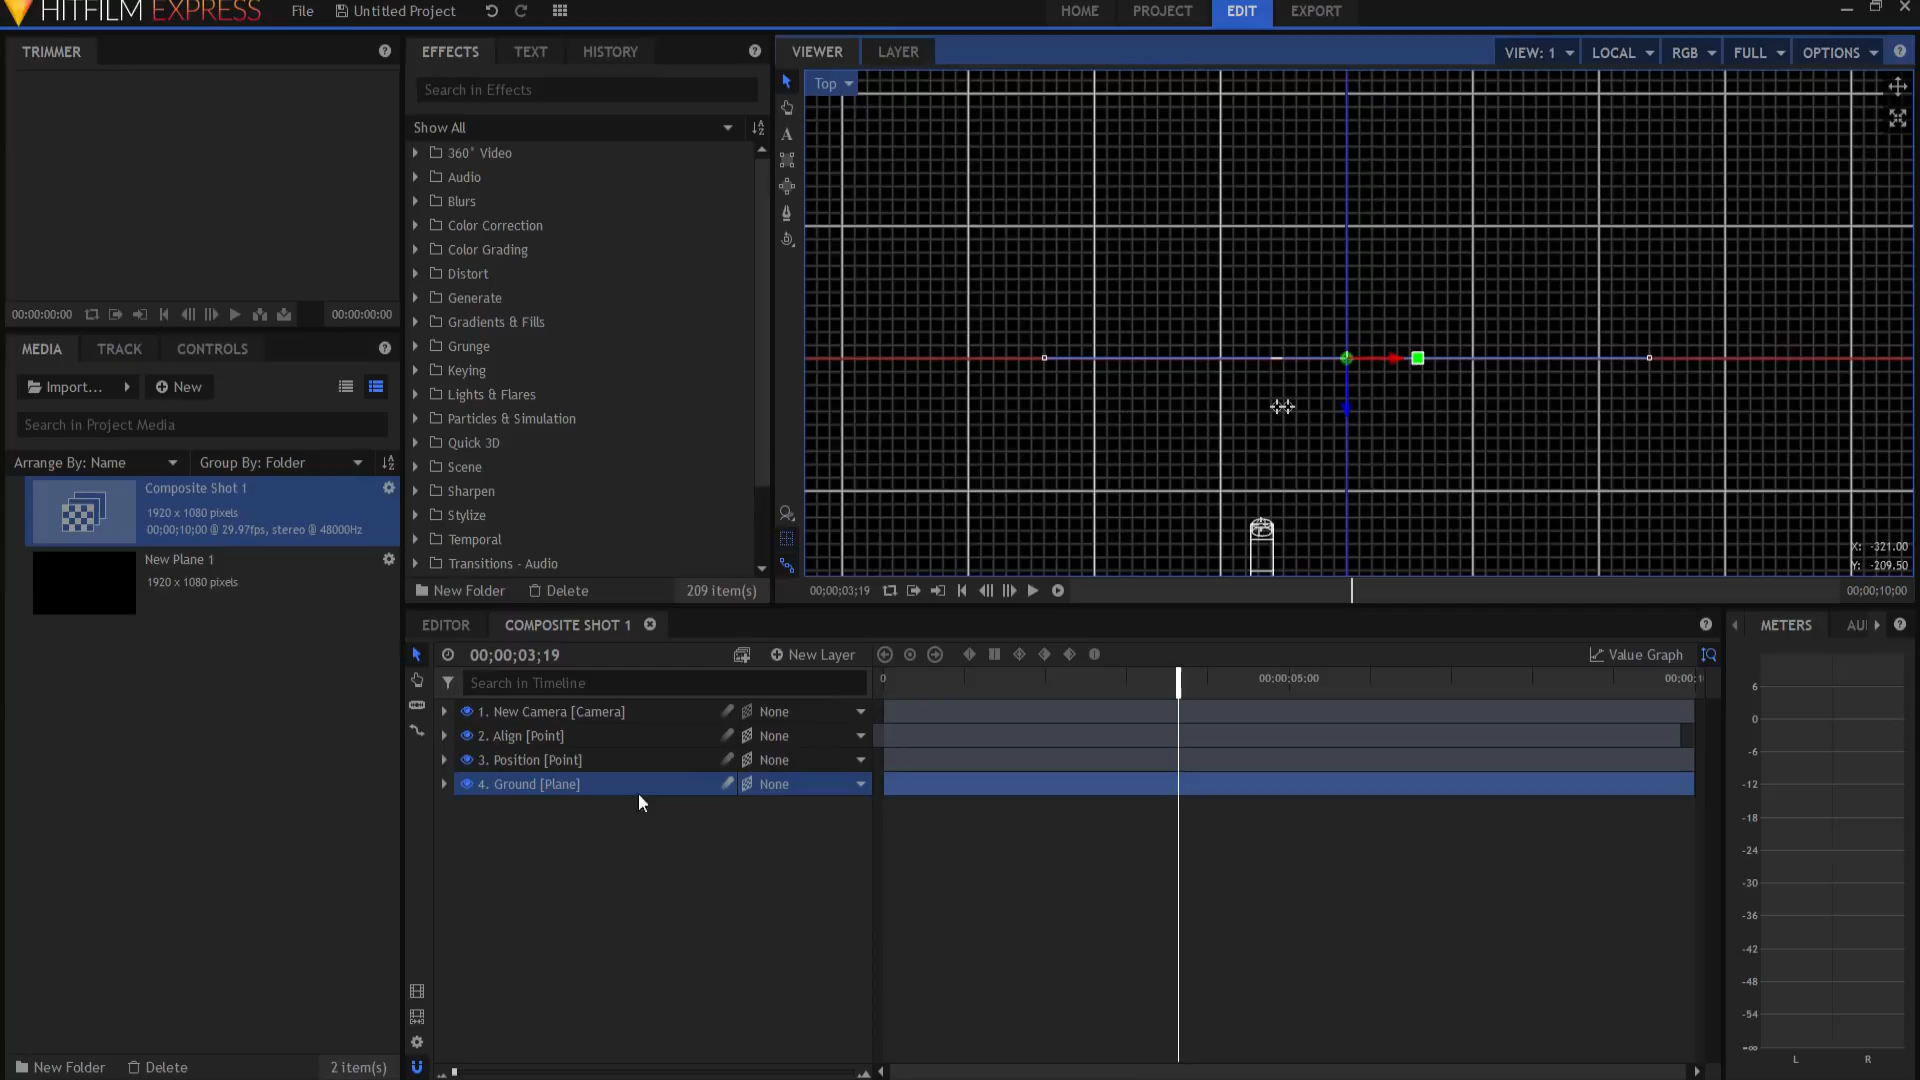 HITFILM EXPRESS File Untitled Project HOME PROJECT EDIT EXPORT
TRIMMER
00:00:00:00 00:00:00:00
MEDIA TRACK CONTROLS
Import... New
Search in Project Media
Arrange By: Name Group By: Folder
Composite Shot 1
1920 x 1080 pixels
00;00;10;00 @ 29.97fps, stereo @ 48000Hz
New Plane 1
1920 x 1080 pixels
New Folder Delete 2 item(s)
EFFECTS TEXT HISTORY
Search in Effects
Show All
360° Video
Audio
Blurs
Color Correction
Color Grading
Distort
Generate
Gradients & Fills
Grunge
Keying
Lights & Flares
Particles & Simulation
Quick 3D
Scene
Sharpen
Stylize
Temporal
Transitions - Audio
New Folder Delete 209 item(s)
VIEWER LAYER VIEW: 1 LOCAL RGB FULL OPTIONS
Top
X: -321.00
Y: -209.50
00;00;03;19 00;00;10;00
EDITOR COMPOSITE SHOT 1
00;00;03;19 New Layer Value Graph
Search in Timeline 0 00;00;05;00 00;00;1
1. New Camera [Camera] None
2. Align [Point] None
3. Position [Point] None
4. Ground [Plane] None
METERS AU
6
0
-6
-12
-18
-24
-30
-36
-42
-48
-54
-∞
L R